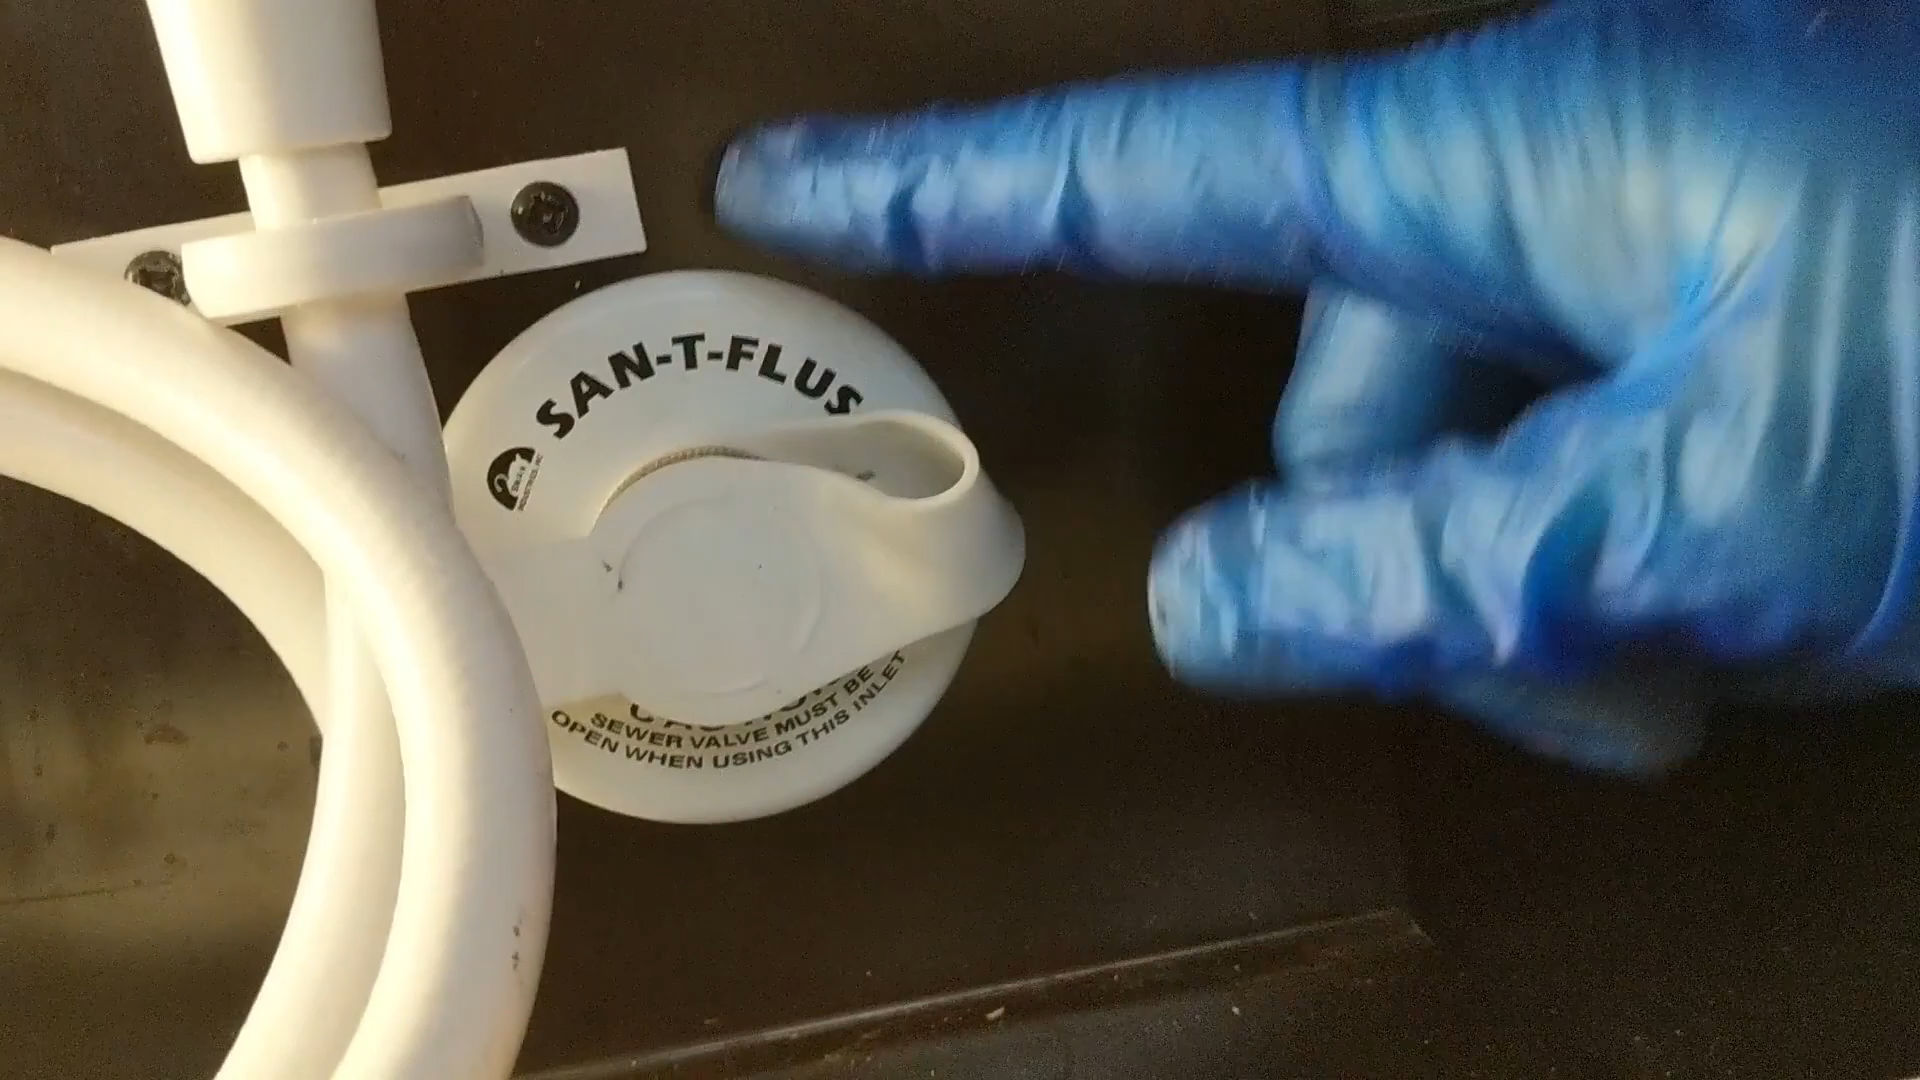 SAN-T-FLUS
SEWER VALVE MUST BE
OPEN WHEN USING THIS INLET